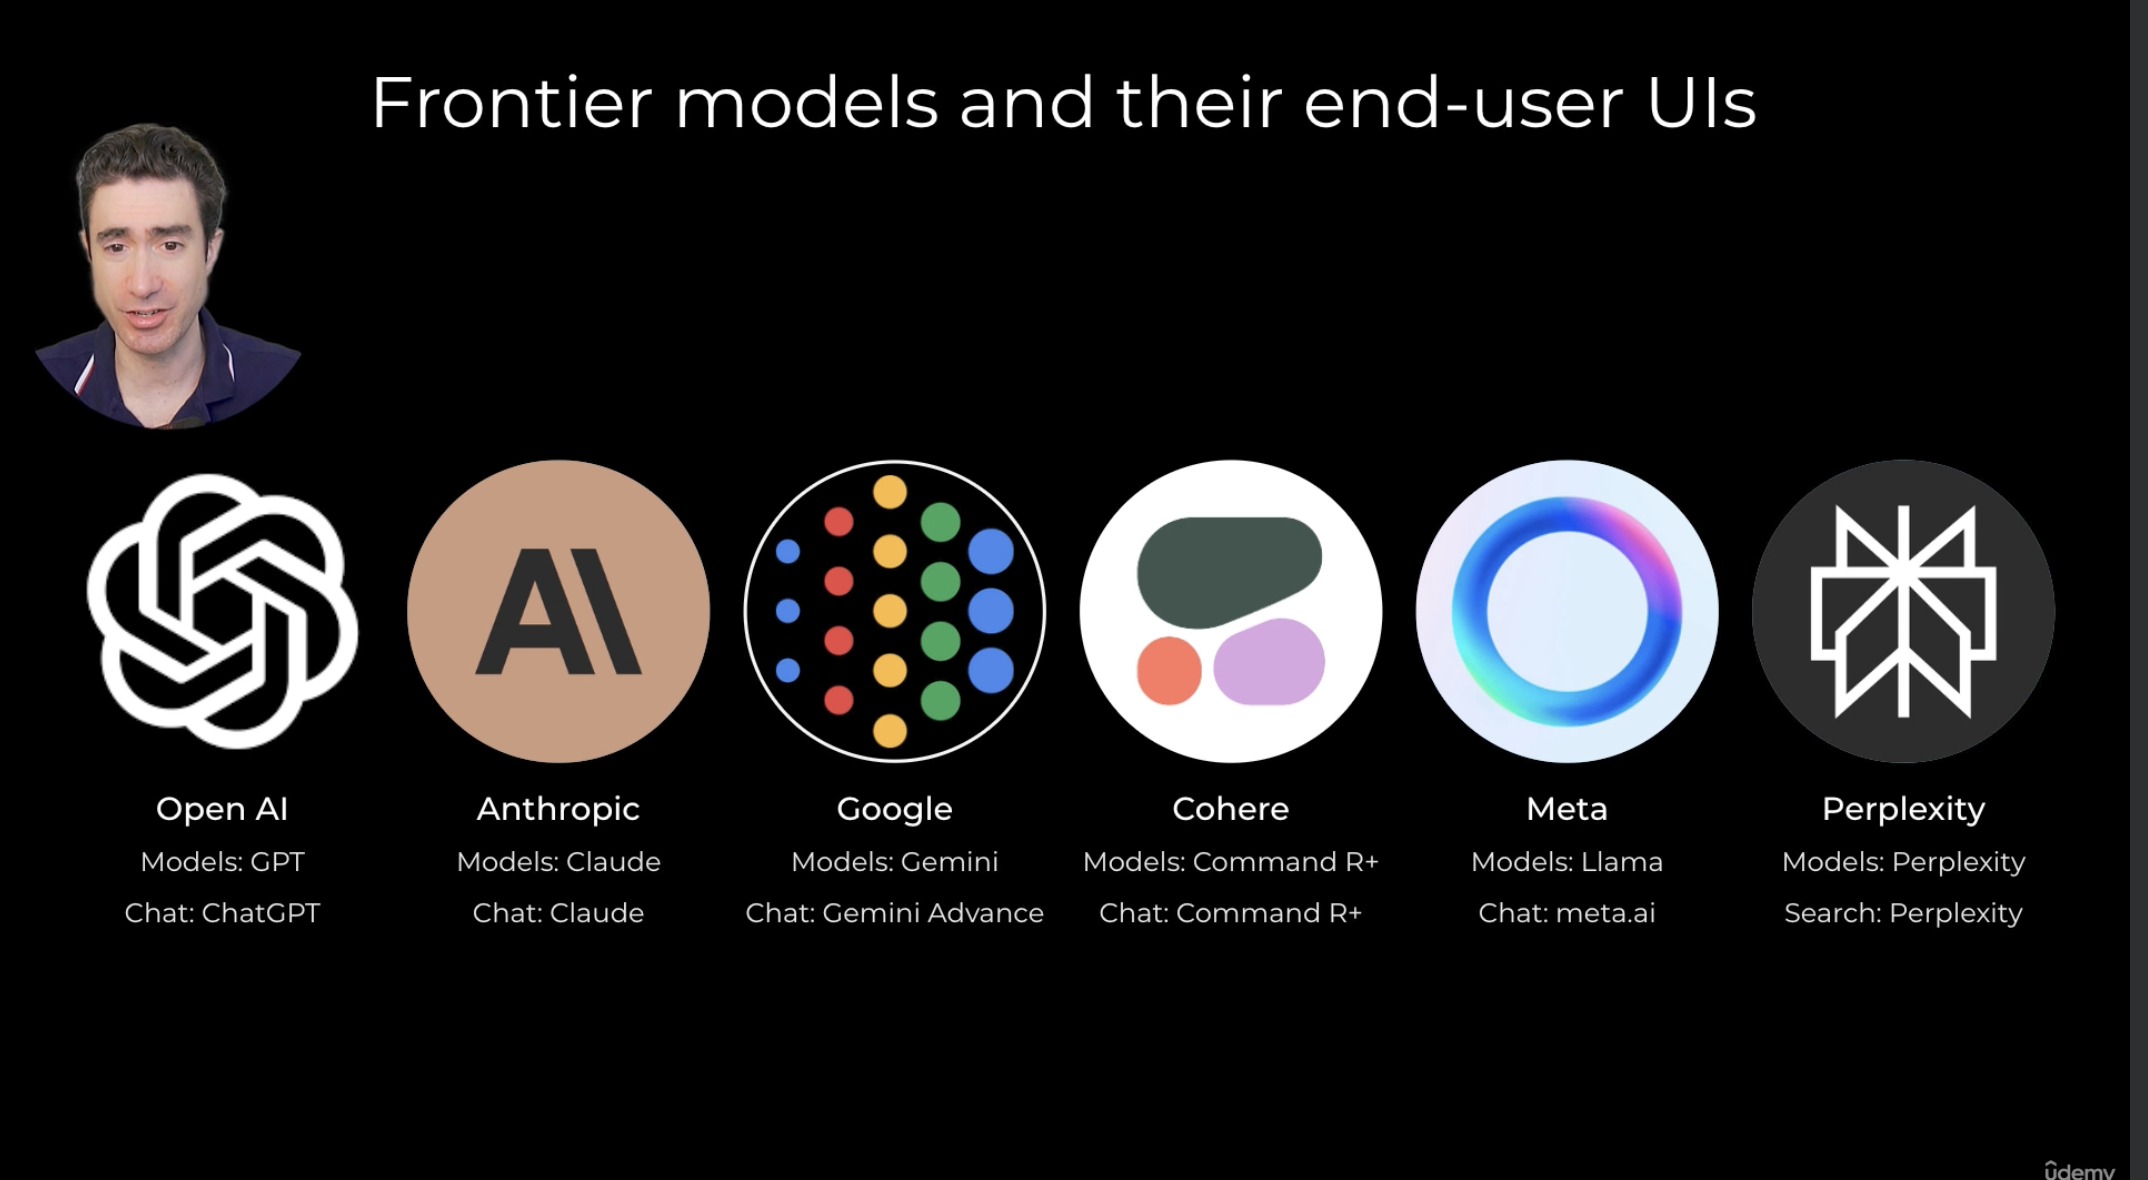 Frontier models and their end-user UIs
Open AI
Models: GPT
Chat: ChatGPT
Anthropic
Models: Claude
Chat: Claude
Google
Models: Gemini
Chat: Gemini Advance
Cohere
Models: Command R+
Chat: Command R+
Meta
Models: Llama
Chat: meta.ai
Perplexity
Models: Perplexity
Search: Perplexity
ûdemy